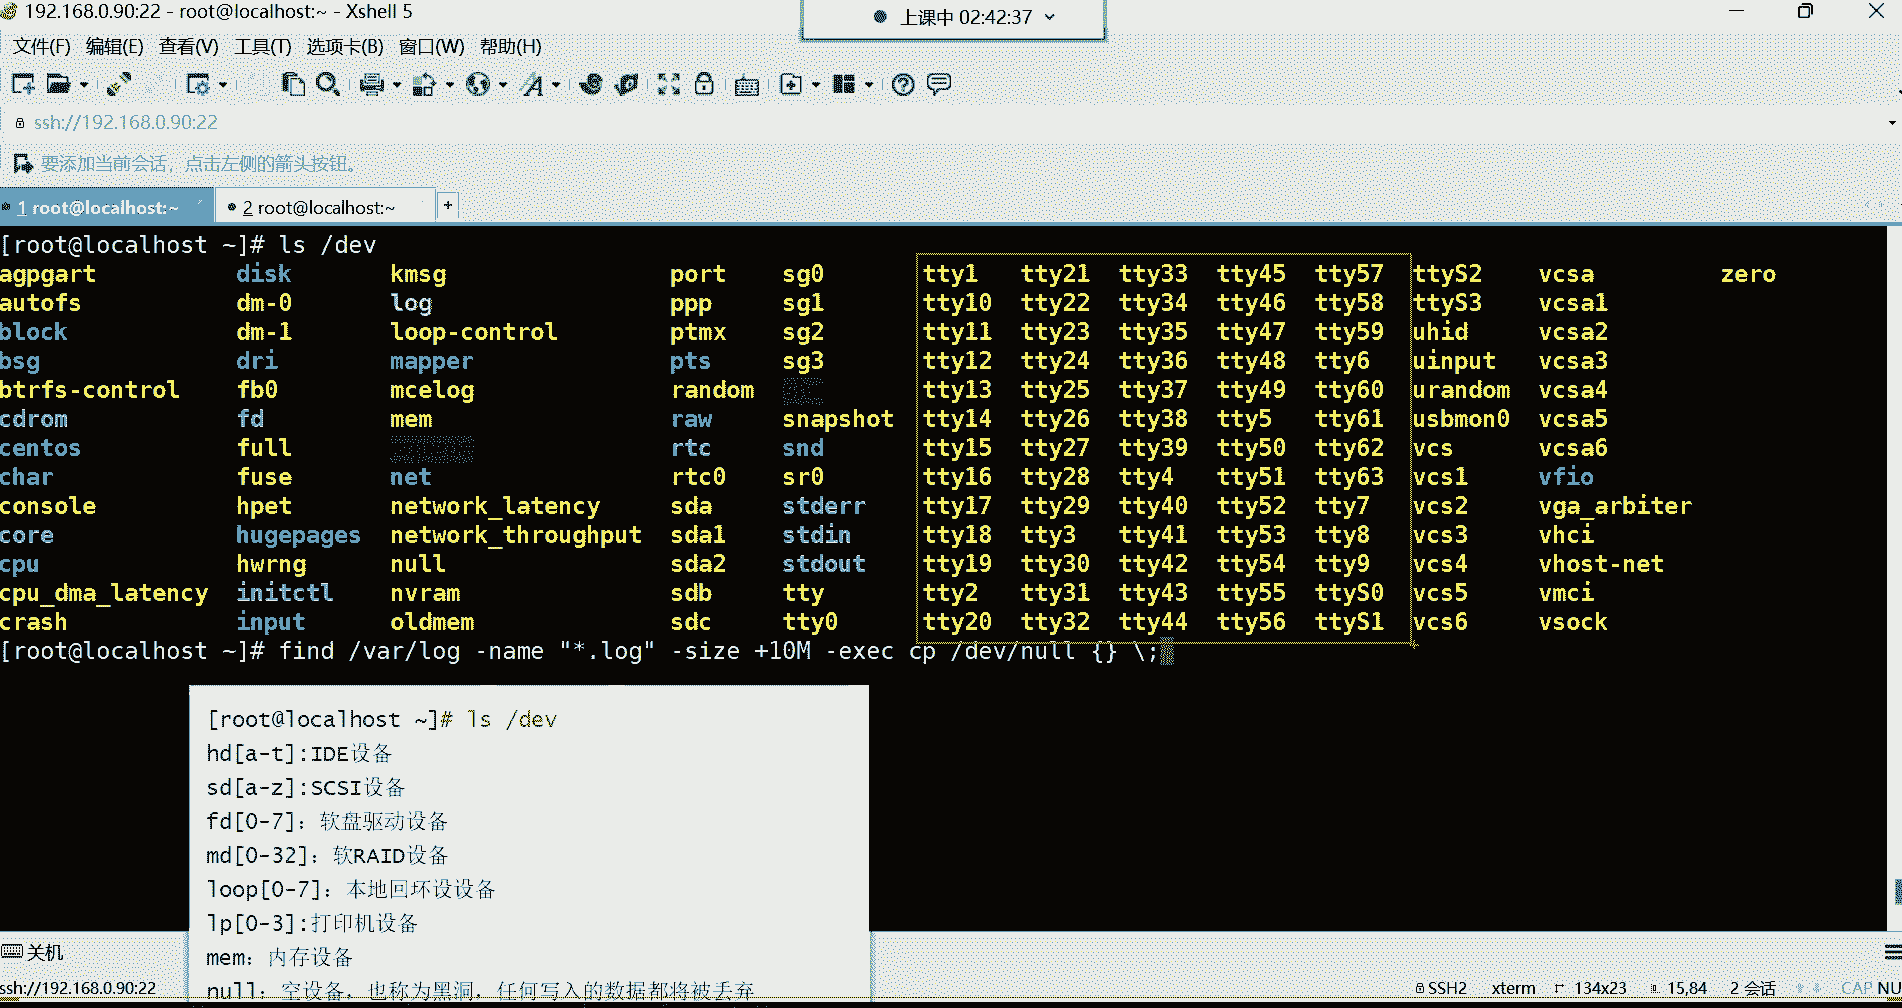 192.168.0.90:22 - root@localhost:~ - Xshell 5
上课中 02:42:37
文件(F) 编辑(E) 查看(V) 工具(T) 选项卡(B) 窗口(W) 帮助(H)
ssh://192.168.0.90:22
要添加当前会话，点击左侧的箭头按钮。
1 root@localhost:~ 2 root@localhost:~ +
[root@localhost ~]# ls /dev
agpgart disk kmsg port sg0 tty1 tty21 tty33 tty45 tty57 ttyS2 vcsa zero
autofs dm-0 log ppp sg1 tty10 tty22 tty34 tty46 tty58 ttyS3 vcsa1
block dm-1 loop-control ptmx sg2 tty11 tty23 tty35 tty47 tty59 uhid vcsa2
bsg dri mapper pts sg3 tty12 tty24 tty36 tty48 tty6 uinput vcsa3
btrfs-control fb0 mcelog random tty13 tty25 tty37 tty49 tty60 urandom vcsa4
cdrom fd mem raw snapshot tty14 tty26 tty38 tty5 tty61 usbmon0 vcsa5
centos full rtc snd tty15 tty27 tty39 tty50 tty62 vcs vcsa6
char fuse net rtc0 sr0 tty16 tty28 tty4 tty51 tty63 vcs1 vfio
console hpet network_latency sda stderr tty17 tty29 tty40 tty52 tty7 vcs2 vga_arbiter
core hugepages network_throughput sda1 stdin tty18 tty3 tty41 tty53 tty8 vcs3 vhci
cpu hwrng null sda2 stdout tty19 tty30 tty42 tty54 tty9 vcs4 vhost-net
cpu_dma_latency initctl nvram sdb tty tty2 tty31 tty43 tty55 ttyS0 vcs5 vmci
crash input oldmem sdc tty0 tty20 tty32 tty44 tty56 ttyS1 vcs6 vsock
[root@localhost ~]# find /var/log -name "*.log" -size +10M -exec cp /dev/null {} \;
[root@localhost ~]# ls /dev
hd[a-t]:IDE设备
sd[a-z]:SCSI设备
fd[0-7]：软盘驱动设备
md[0-32]：软RAID设备
loop[0-7]：本地回环设设备
lp[0-3]:打印机设备
mem：内存设备
null：空设备，也称为黑洞，任何写入的数据都将被丢弃
关机
ssh://192.168.0.90:22 SSH2 xterm 134x23 15,84 2 会话 CAP NU